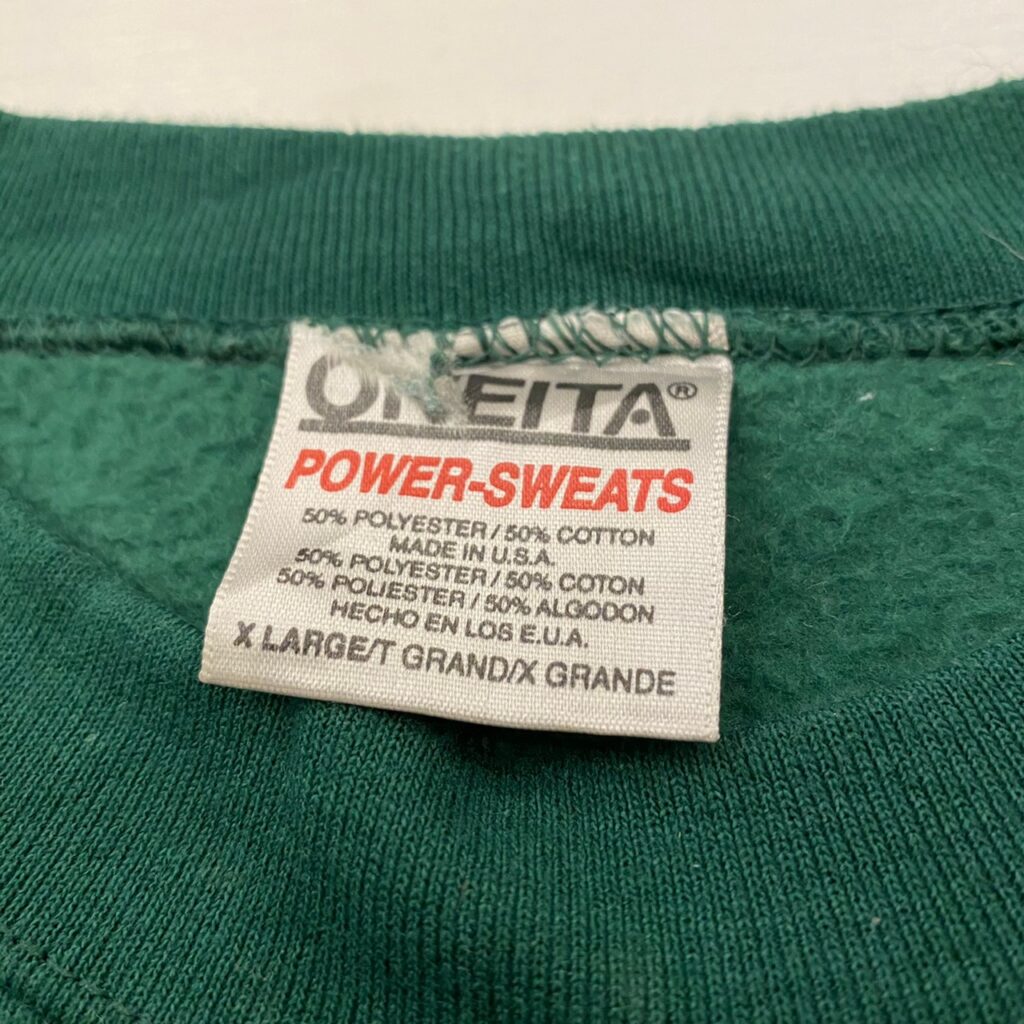 ONEITA®
POWER-SWEATS
50% POLYESTER / 50% COTTON
MADE IN U.S.A.
50% POLYESTER / 50% COTON
50% POLIESTER / 50% ALGODON
HECHO EN LOS E.U.A.
X LARGE/T GRAND/X GRANDE